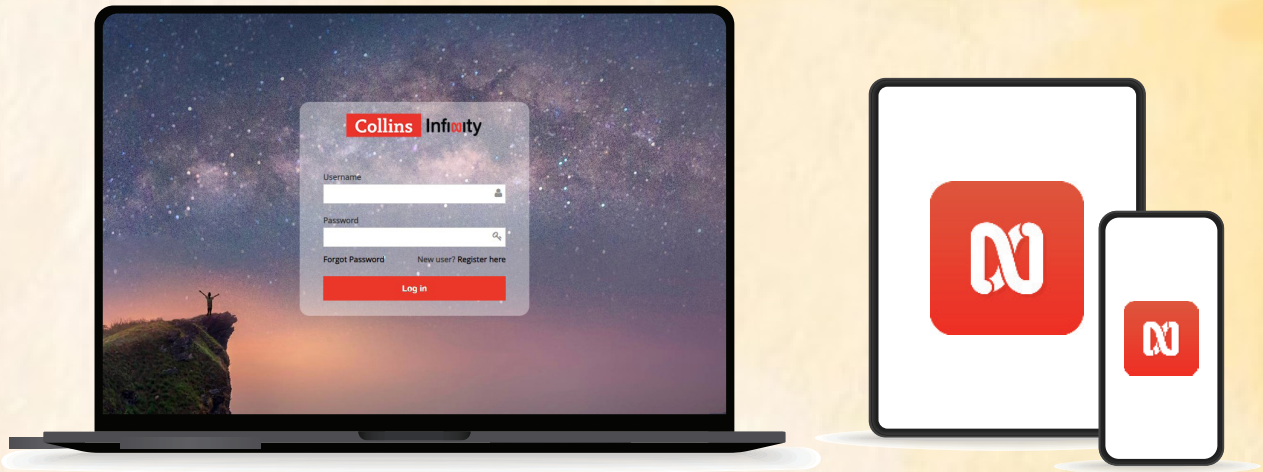 Collins Infinity
Username
Password
Forgot Password New user? Register here
Log in